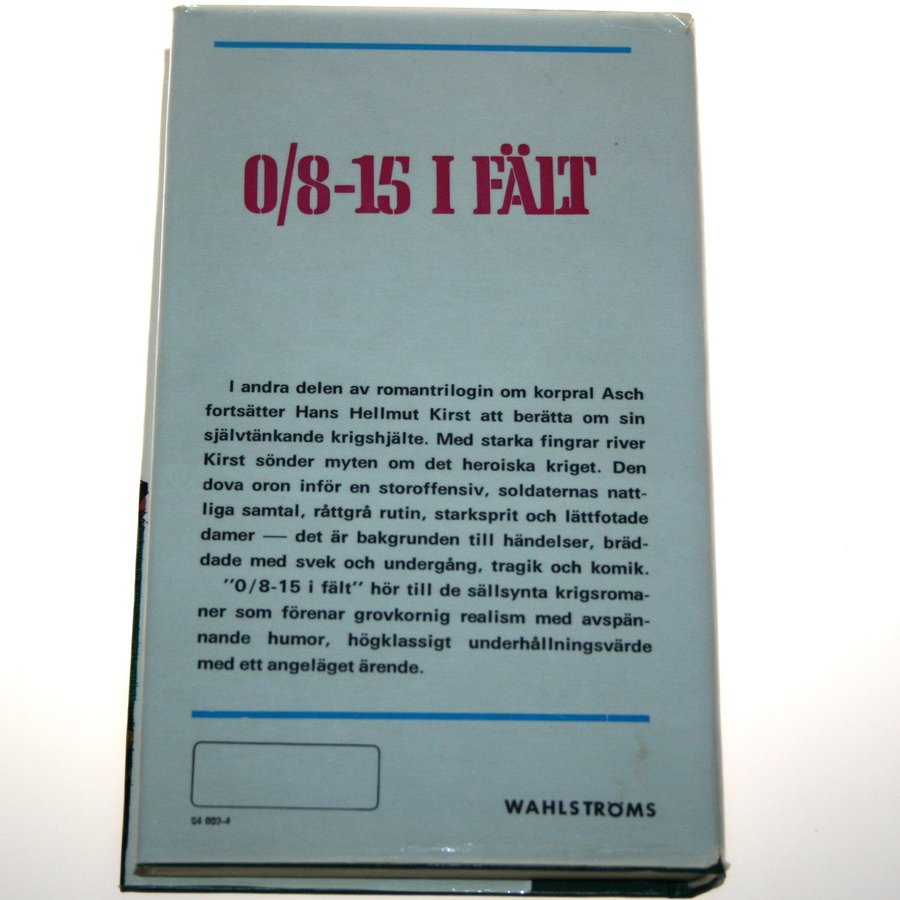 0/8-15 I FÄLT
I andra delen av romantrilogin om korpral Asch
fortsätter Hans Hellmut Kirst att berätta om sin
självtänkande krigshjälte. Med starka fingrar river
Kirst sönder myten om det heroiska kriget. Den
dova oron inför en storoffensiv, soldaternas natt-
liga samtal, råttgrå rutin, starksprit och lättfotade
damer — det är bakgrunden till händelser, bräd-
dade med svek och undergång, tragik och komik.
"0/8-15 i fält" hör till de sällsynta krigsroma-
ner som förenar grovkornig realism med avspän-
nande humor, högklassigt underhållningsvärde
med ett angeläget ärende.
WAHLSTRÖMS